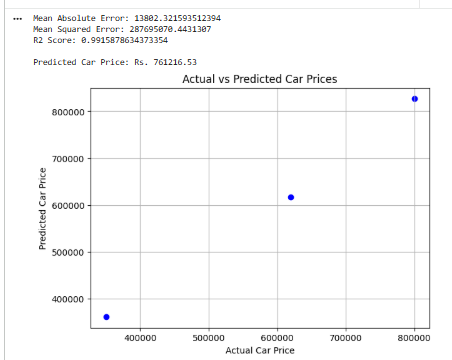 Mean Absolute Error: 13802.321593512394
Mean Squared Error: 287695070.4431307
R2 Score: 0.9915878634373354
Predicted Car Price: Rs. 761216.53
Actual vs Predicted Car Prices
800000
700000
600000
500000
400000
Predicted Car Price
400000 500000 600000 700000 800000
Actual Car Price